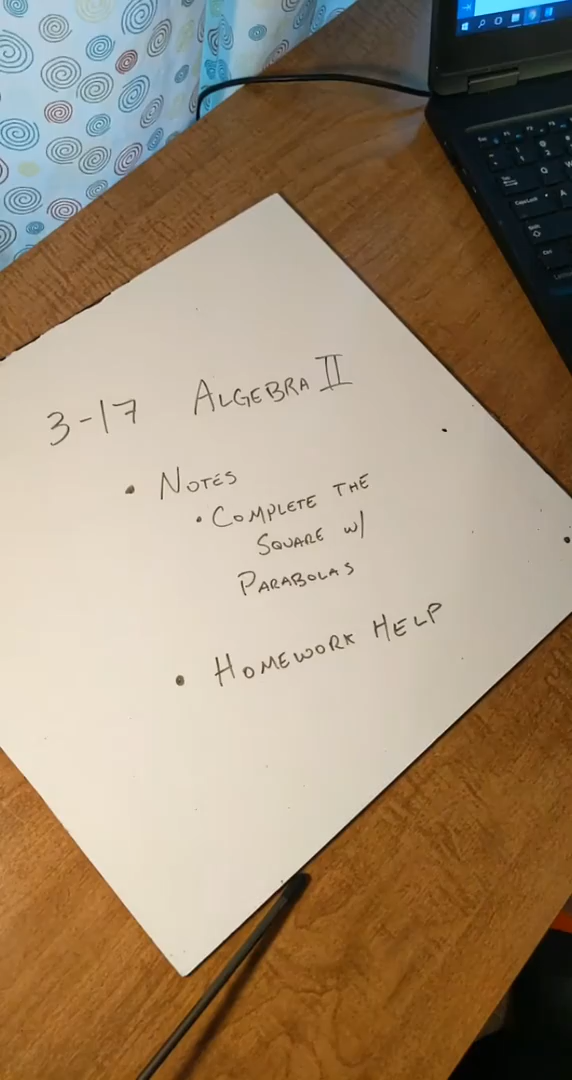 3-17 ALGEBRA II
• NOTES
• COMPLETE THE
SQUARE W/
PARABOLAS
• HOMEWORK HELP